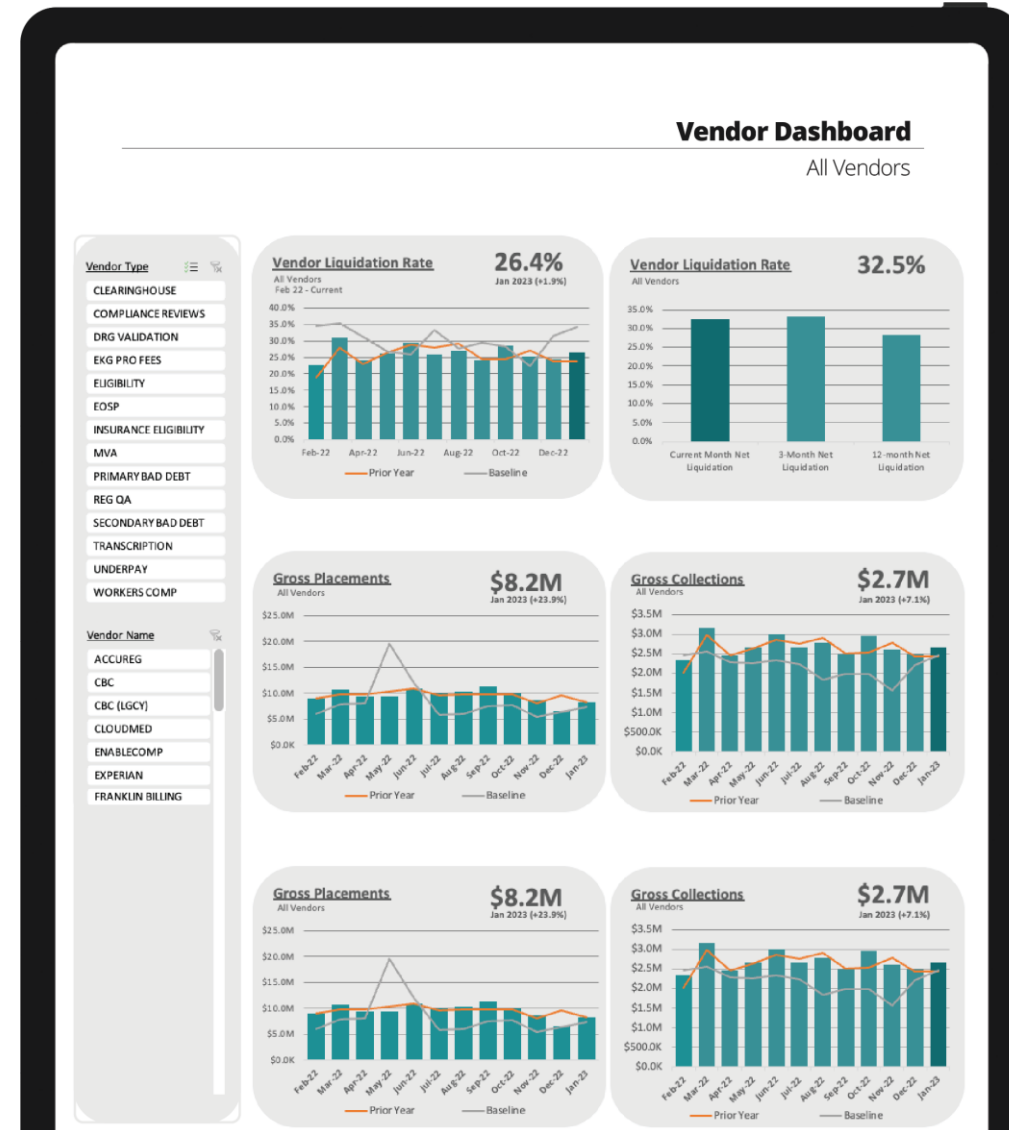 Vendor Dashboard
All Vendors
Vendor Type
CLEARINGHOUSE
COMPLIANCE REVIEWS
DRG VALIDATION
EKG PRO FEES
ELIGIBILITY
EOSP
INSURANCE ELIGIBILITY
MVA
PRIMARY BAD DEBT
REG QA
SECONDARY BAD DEBT
TRANSCRIPTION
UNDERPAY
WORKERS COMP
Vendor Name
ACCUREG
CBC
CBC (LGCY)
CLOUDMED
ENABLECOMP
EXPERIAN
FRANKLIN BILLING
Vendor Liquidation Rate
26.4%
All Vendors
Jan 2023 (+1.9%)
Feb 22 - Current
40.0%
35.0%
30.0%
25.0%
20.0%
15.0%
10.0%
5.0%
0.0%
Feb-22 Apr-22 Jun-22 Aug-22 Oct-22 Dec-22
Prior Year Baseline
Vendor Liquidation Rate
32.5%
All Vendors
35.0%
30.0%
25.0%
20.0%
15.0%
10.0%
5.0%
0.0%
Current Month Net Liquidation
3-Month Net Liquidation
12-month Net Liquidation
Gross Placements
$8.2M
All Vendors
Jan 2023 (+23.9%)
$25.0M
$20.0M
$15.0M
$10.0M
$5.0M
$0.0K
Feb-22 Mar-22 Apr-22 May-22 Jun-22 Jul-22 Aug-22 Sep-22 Oct-22 Nov-22 Dec-22 Jan-23
Prior Year Baseline
Gross Collections
$2.7M
All Vendors
Jan 2023 (+7.1%)
$3.5M
$3.0M
$2.5M
$2.0M
$1.5M
$1.0M
$500.0K
$0.0K
Feb-22 Mar-22 Apr-22 May-22 Jun-22 Jul-22 Aug-22 Sep-22 Oct-22 Nov-22 Dec-22 Jan-23
Prior Year Baseline
Gross Placements
$8.2M
All Vendors
Jan 2023 (+23.9%)
$25.0M
$20.0M
$15.0M
$10.0M
$5.0M
$0.0K
Feb-22 Mar-22 Apr-22 May-22 Jun-22 Jul-22 Aug-22 Sep-22 Oct-22 Nov-22 Dec-22 Jan-23
Prior Year Baseline
Gross Collections
$2.7M
All Vendors
Jan 2023 (+7.1%)
$3.5M
$3.0M
$2.5M
$2.0M
$1.5M
$1.0M
$500.0K
$0.0K
Feb-22 Mar-22 Apr-22 May-22 Jun-22 Jul-22 Aug-22 Sep-22 Oct-22 Nov-22 Dec-22 Jan-23
Prior Year Baseline